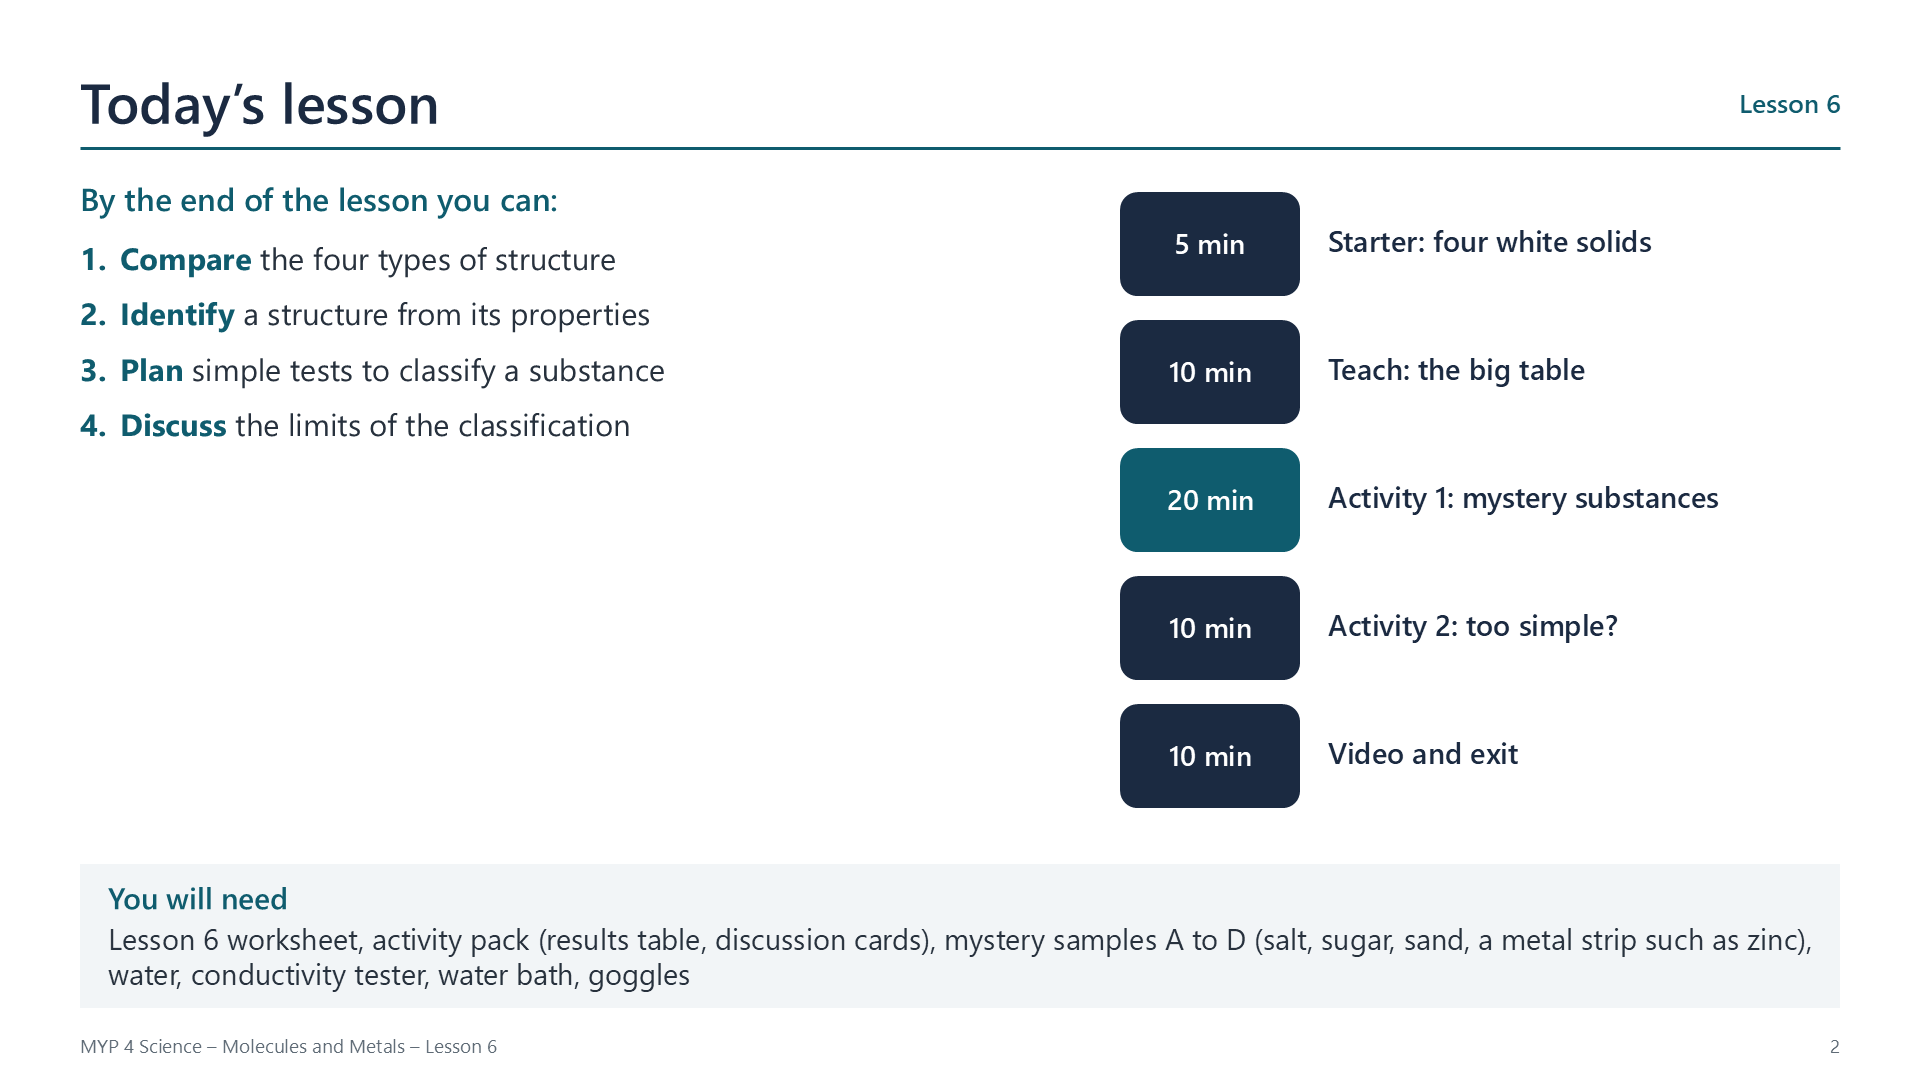 Today’s lesson
Lesson 6
By the end of the lesson you can:
1. Compare the four types of structure
2. Identify a structure from its properties
3. Plan simple tests to classify a substance
4. Discuss the limits of the classification
5 min
Starter: four white solids
10 min
Teach: the big table
20 min
Activity 1: mystery substances
10 min
Activity 2: too simple?
10 min
Video and exit
You will need
Lesson 6 worksheet, activity pack (results table, discussion cards), mystery samples A to D (salt, sugar, sand, a metal strip such as zinc),
water, conductivity tester, water bath, goggles
MYP 4 Science – Molecules and Metals – Lesson 6
2